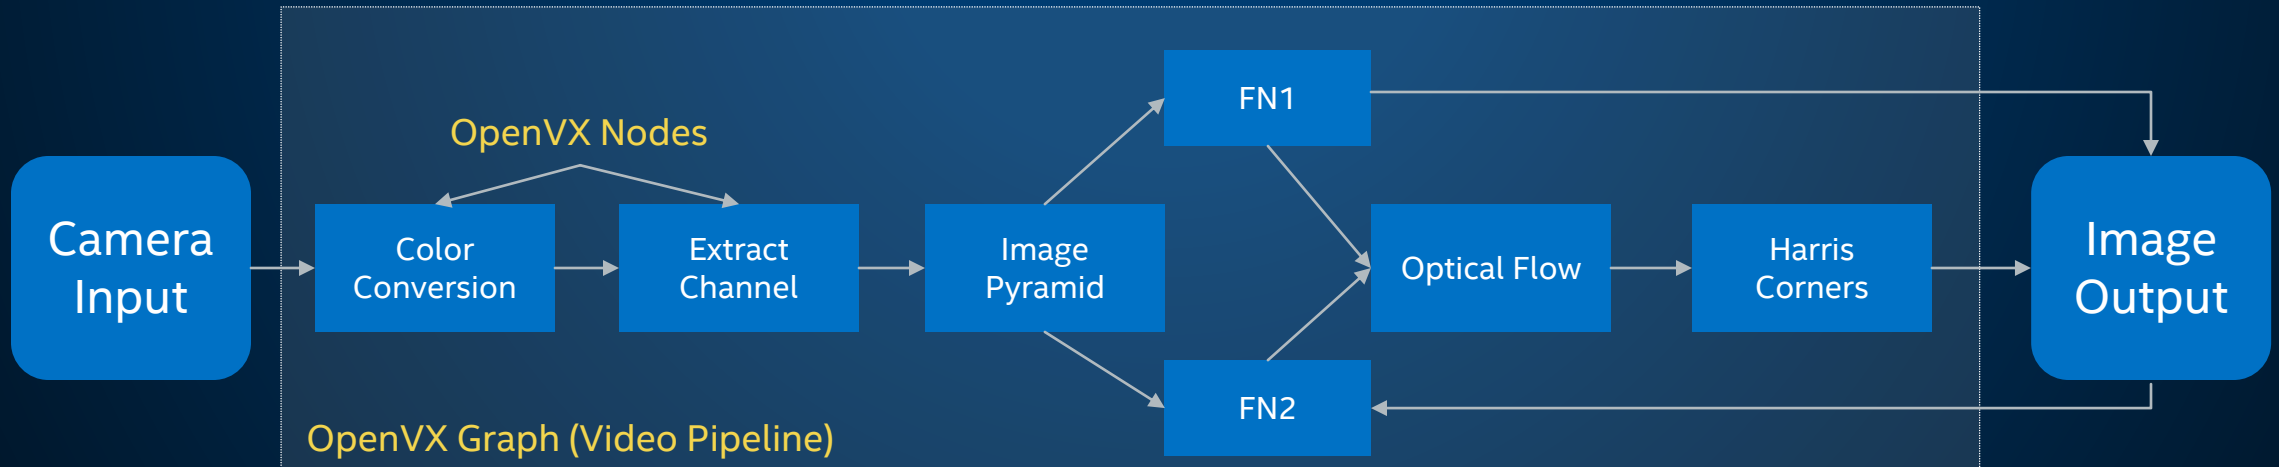 OpenVX Nodes
Camera
Input
Color
Conversion
Extract
Channel
Image
Pyramid
FN1
FN2
Optical Flow
Harris
Corners
Image
Output
OpenVX Graph (Video Pipeline)